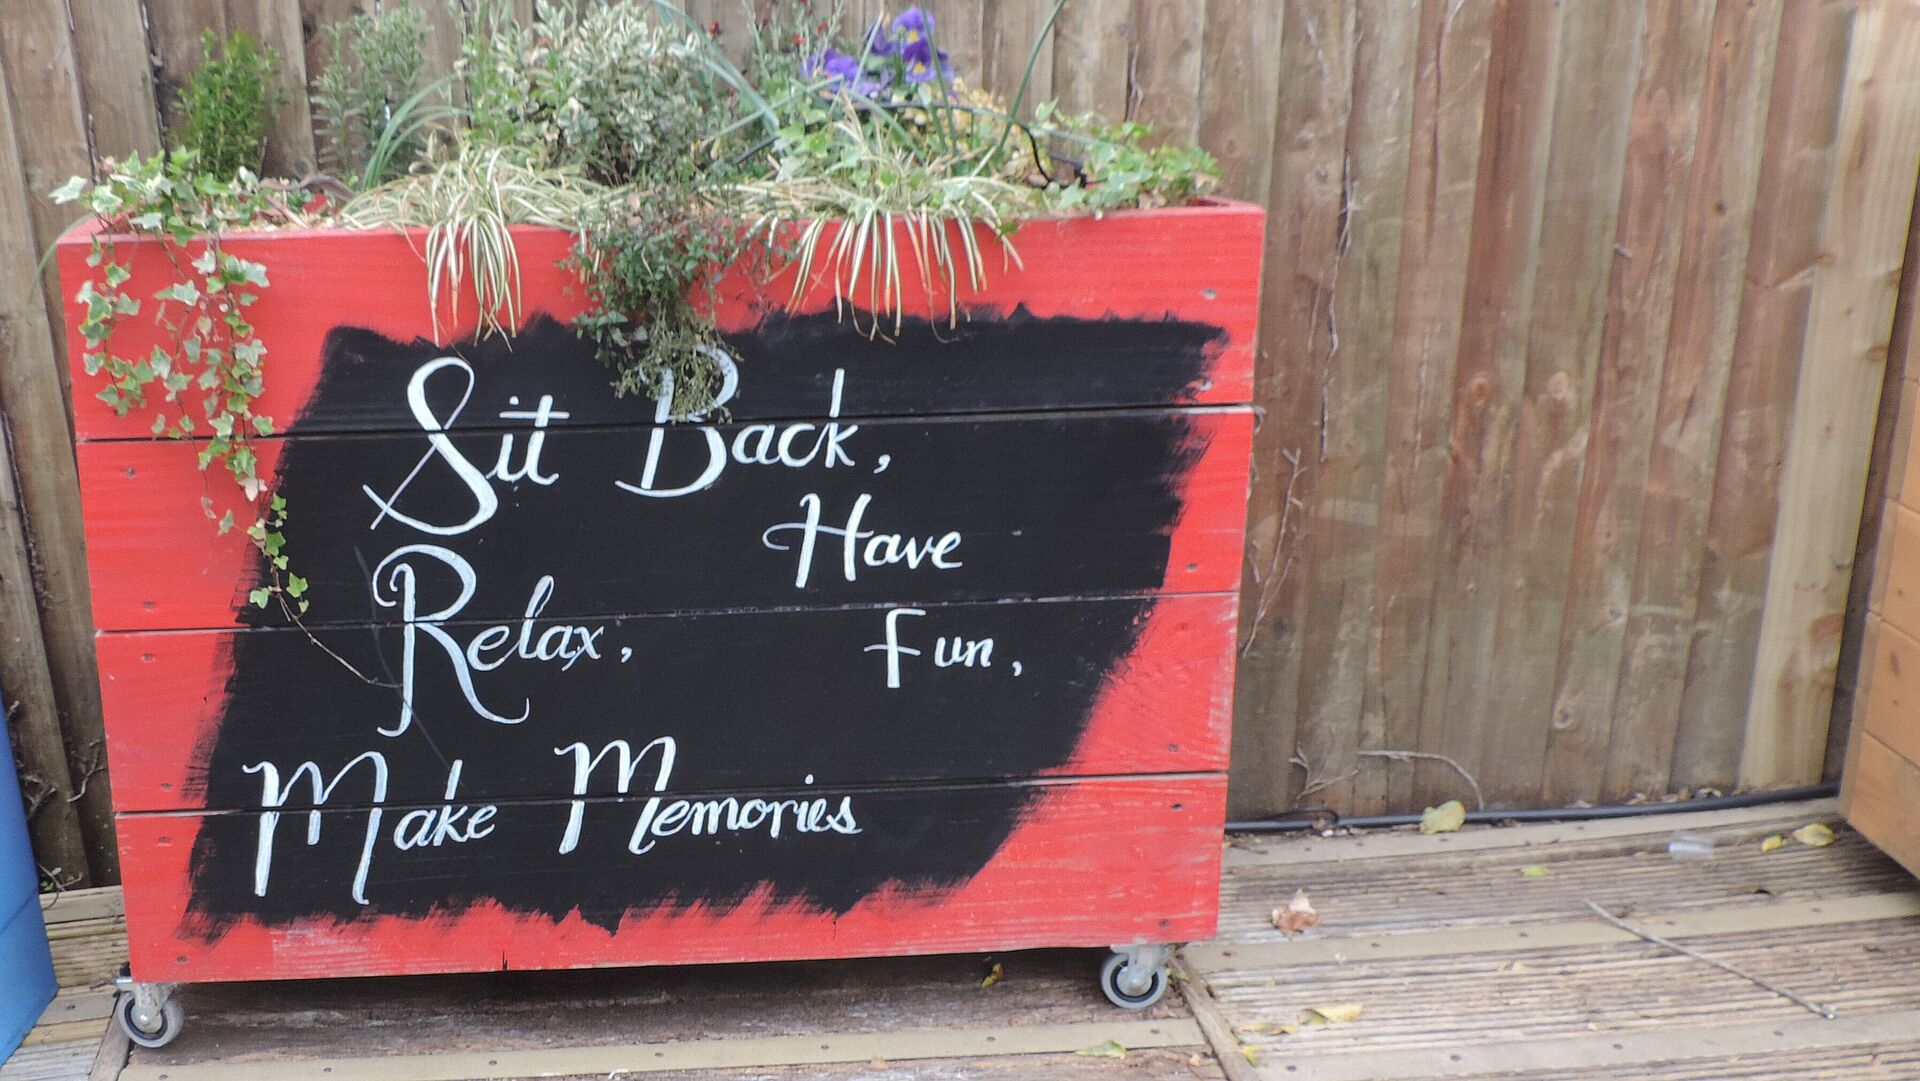 Sit Back,
Have
Relax,
Fun,
Make Memories